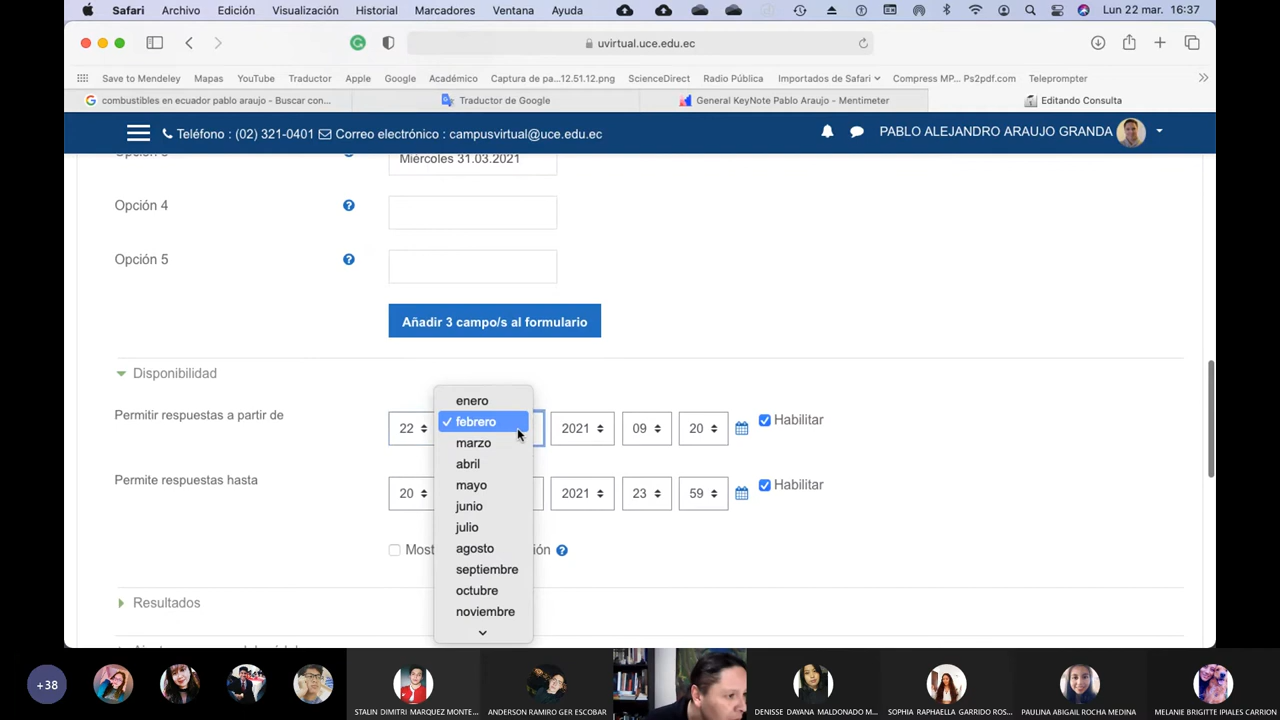 Safari Archivo Edición Visualización Historial Marcadores Ventana Ayuda Lun 22 mar. 16:37
uvirtual.uce.edu.ec
Save to Mendeley Mapas YouTube Traductor Apple Google Académico Captura de pa...12.51.12.png ScienceDirect Radio Pública Importados de Safari Compress MP... Ps2pdf.com Teleprompter
combustibles en ecuador pablo araujo - Buscar con... Traductor de Google General KeyNote Pablo Araujo - Mentimeter Editando Consulta
Teléfono : (02) 321-0401 Correo electrónico : campusvirtual@uce.edu.ec PABLO ALEJANDRO ARAUJO GRANDA
Miércoles 31.03.2021
Opción 4
Opción 5
Añadir 3 campo/s al formulario
Disponibilidad
Permitir respuestas a partir de 22 2021 09 20 Habilitar
Permite respuestas hasta 20 2021 23 59 Habilitar
enero
febrero
marzo
abril
mayo
junio
julio
agosto
septiembre
octubre
noviembre
Resultados
+38 STALIN DIMITRI MARQUEZ MONTE... ANDERSON RAMIRO GER ESCOBAR DENISSE DAYANA MALDONADO M... SOPHIA RAPHAELLA GARRIDO ROS... PAULINA ABIGAIL ROCHA MEDINA MELANIE BRIGITTE IPIALES CARRION